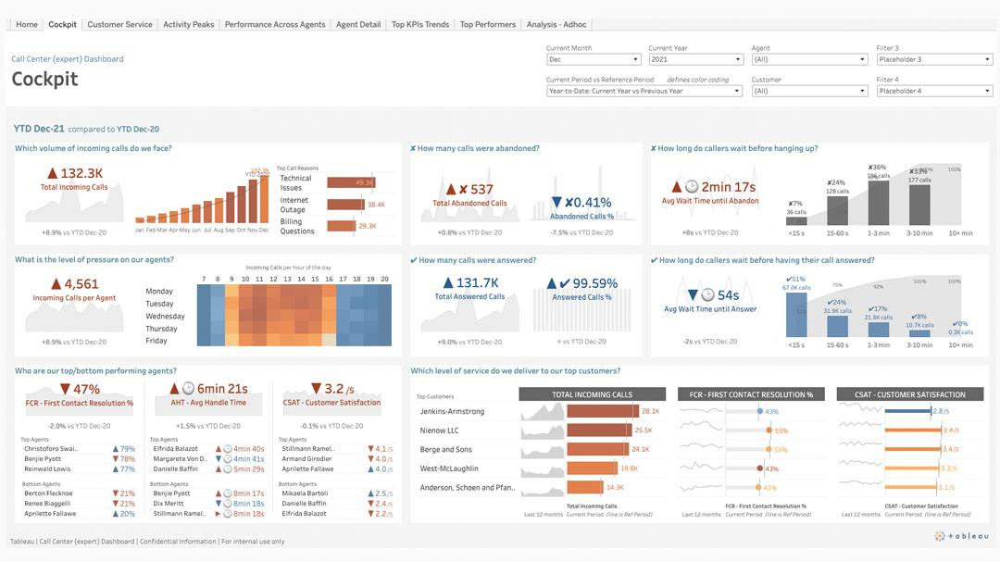 Home Cockpit Customer Service Activity Peaks Performance Across Agents Agent Detail Top KPIs Trends Top Performers Analysis - Adhoc
Call Center (expert) Dashboard
Cockpit
Current Month Current Year Agent Filter 3
Dec 2021 (All) Placeholder 3
Current Period vs Reference Period defines color coding Customer Filter 4
Year-to-Date: Current Year vs Previous Year (All) Placeholder 4
YTD Dec-21 compared to YTD Dec-20
Which volume of incoming calls do we face?
▲ 132.3K
Total Incoming Calls
+8.9% vs YTD Dec-20
132.3K
Jan Feb Mar Apr May Jun Jul Aug Sep Oct Nov Dec
Top Call Reasons
Technical Issues 49.3K
Internet Outage 38.4K
Billing Questions 29.3K
✘ How many calls were abandoned?
▲ ✘ 537
Total Abandoned Calls
+0.8% vs YTD Dec-20
▼ ✘0.41%
Abandoned Calls %
-7.5% vs YTD Dec-20
✘ How long do callers wait before hanging up?
▲ 2min 17s
Avg Wait Time until Abandon
+8s vs YTD Dec-20
✘7% ✘24% ✘36% ✘33% 100%
36 calls 128 calls 196 calls 177 calls
<15 s 15-60 s 1-3 min 3-10 min 10+ min
What is the level of pressure on our agents?
▲ 4,561
Incoming Calls per Agent
+8.9% vs YTD Dec-20
Incoming Calls per hour of the day
7 8 9 10 11 12 13 14 15 16 17 18 19 20
Monday
Tuesday
Wednesday
Thursday
Friday
✔ How many calls were answered?
▲ 131.7K
Total Answered Calls
+9.0% vs YTD Dec-20
▲ ✔ 99.59%
Answered Calls %
= vs YTD Dec-20
✔ How long do callers wait before having their call answered?
▼ 54s
Avg Wait Time until Answer
-2s vs YTD Dec-20
✔51% 75% 92% 100% 100%
67.0K calls ✔24% ✔17% ✔8% ✔0%
31.9K calls 21.8K calls 10.7K calls 0.3K calls
<15 s 15-60 s 1-3 min 3-10 min 10+ min
Who are our top/bottom performing agents?
▼ 47%
FCR - First Contact Resolution %
-2.0% vs YTD Dec-20
Top Agents
Christoforo Swai.. ▲ 79%
Benjie Pyott ▼ 78%
Reinwald Lowis ▲ 77%
Bottom Agents
Berton Flecknoe ▼ 21%
Renee Biaggelli ▼ 21%
Aprilette Fallawe ▲ 20%
▲ 6min 21s
AHT - Avg Handle Time
+1.5% vs YTD Dec-20
Top Agents
Elfrida Balazot ▲ 4min 40s
Margarete Von D.. ▼ 4min 41s
Danielle Baffin ▲ 5min 29s
Bottom Agents
Benjie Pyott ▲ 8min 17s
Dix Meritt ▼ 8min 18s
Stillmann Ramel.. ► 8min 18s
▼ 3.2 /5
CSAT - Customer Satisfaction
-0.1% vs YTD Dec-20
Top Agents
Stillmann Ramel.. ▼ 4.1/5
Armand Girodier ▼ 4.0/5
Aprilette Fallawe ▲ 4.0/5
Bottom Agents
Mikaela Bartoli ▲ 2.5/5
Danielle Baffin ▼ 2.4/5
Elfrida Balazot ▼ 2.2/5
Which level of service do we deliver to our top customers?
Top Customers TOTAL INCOMING CALLS FCR - FIRST CONTACT RESOLUTION % CSAT - CUSTOMER SATISFACTION
Jenkins-Armstrong 28.1K 43% 2.8/5
Nienow LLC 25.5K 55% 3.4/5
Berge and Sons 24.1K 55% 3.4/5
West-McLaughlin 19.8K 43% 3.3/5
Anderson, Schoen and Pfan.. 14.3K 41% 3.1/5
Total Incoming Calls FCR - First Contact Resolution % CSAT - Customer Satisfaction
Last 12 months Current Period (line is Ref Period) Last 12 months Current Period (line is Ref Period) Last 12 months Current Period (line is Ref Period)
Tableau | Call Center (expert) Dashboard | Confidential Information | For internal use only
tableau